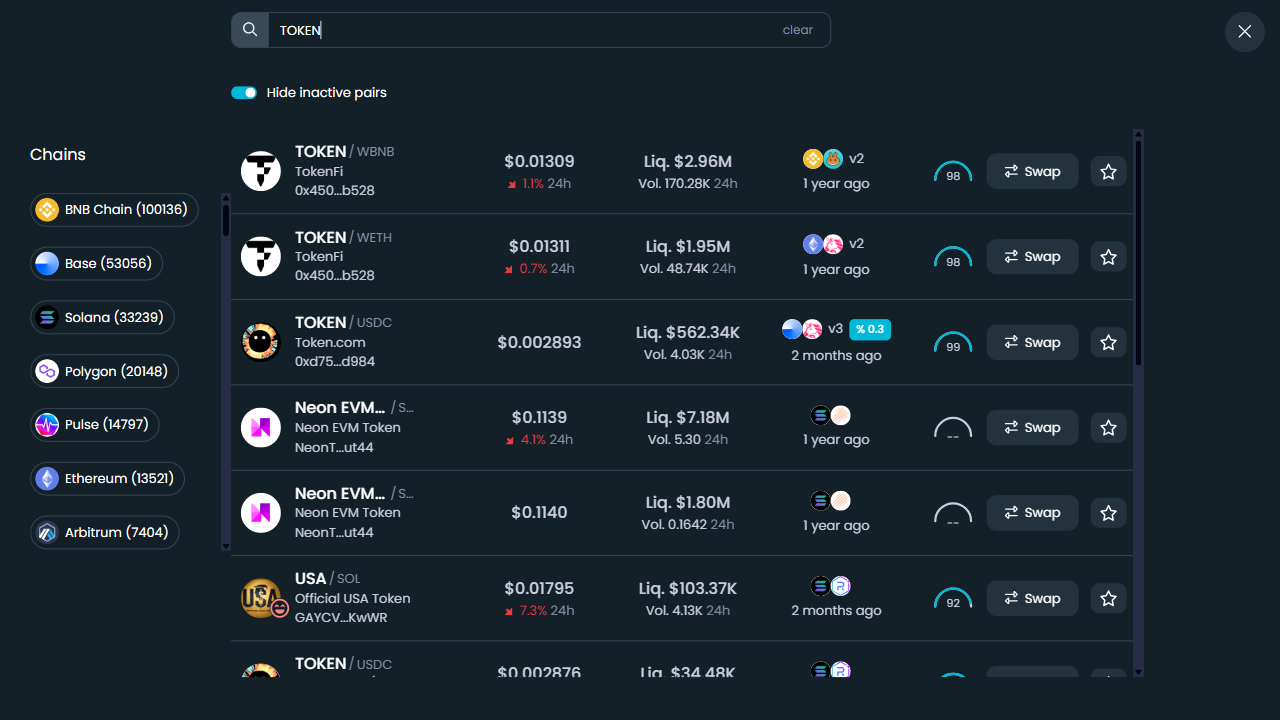 TOKEN
clear
Hide inactive pairs
Chains
BNB Chain (100136)
Base (53056)
Solana (33239)
Polygon (20148)
Pulse (14797)
Ethereum (13521)
Arbitrum (7404)
TOKEN / WBNB
TokenFi
0x450...b528
$0.01309
1.1% 24h
Liq. $2.96M
Vol. 170.28K 24h
v2
1 year ago
98
Swap
TOKEN / WETH
TokenFi
0x450...b528
$0.01311
0.7% 24h
Liq. $1.95M
Vol. 48.74K 24h
v2
1 year ago
98
Swap
TOKEN / USDC
Token.com
0xd75...d984
$0.002893
Liq. $562.34K
Vol. 4.03K 24h
v3 % 0.3
2 months ago
99
Swap
Neon EVM... / S...
Neon EVM Token
NeonT...ut44
$0.1139
4.1% 24h
Liq. $7.18M
Vol. 5.30 24h
1 year ago
--
Swap
Neon EVM... / S...
Neon EVM Token
NeonT...ut44
$0.1140
Liq. $1.80M
Vol. 0.1642 24h
1 year ago
--
Swap
USA / SOL
Official USA Token
GAYCV...KwWR
$0.01795
7.3% 24h
Liq. $103.37K
Vol. 4.13K 24h
2 months ago
92
Swap
TOKEN / USDC
$0.002876
Liq. $34.48K